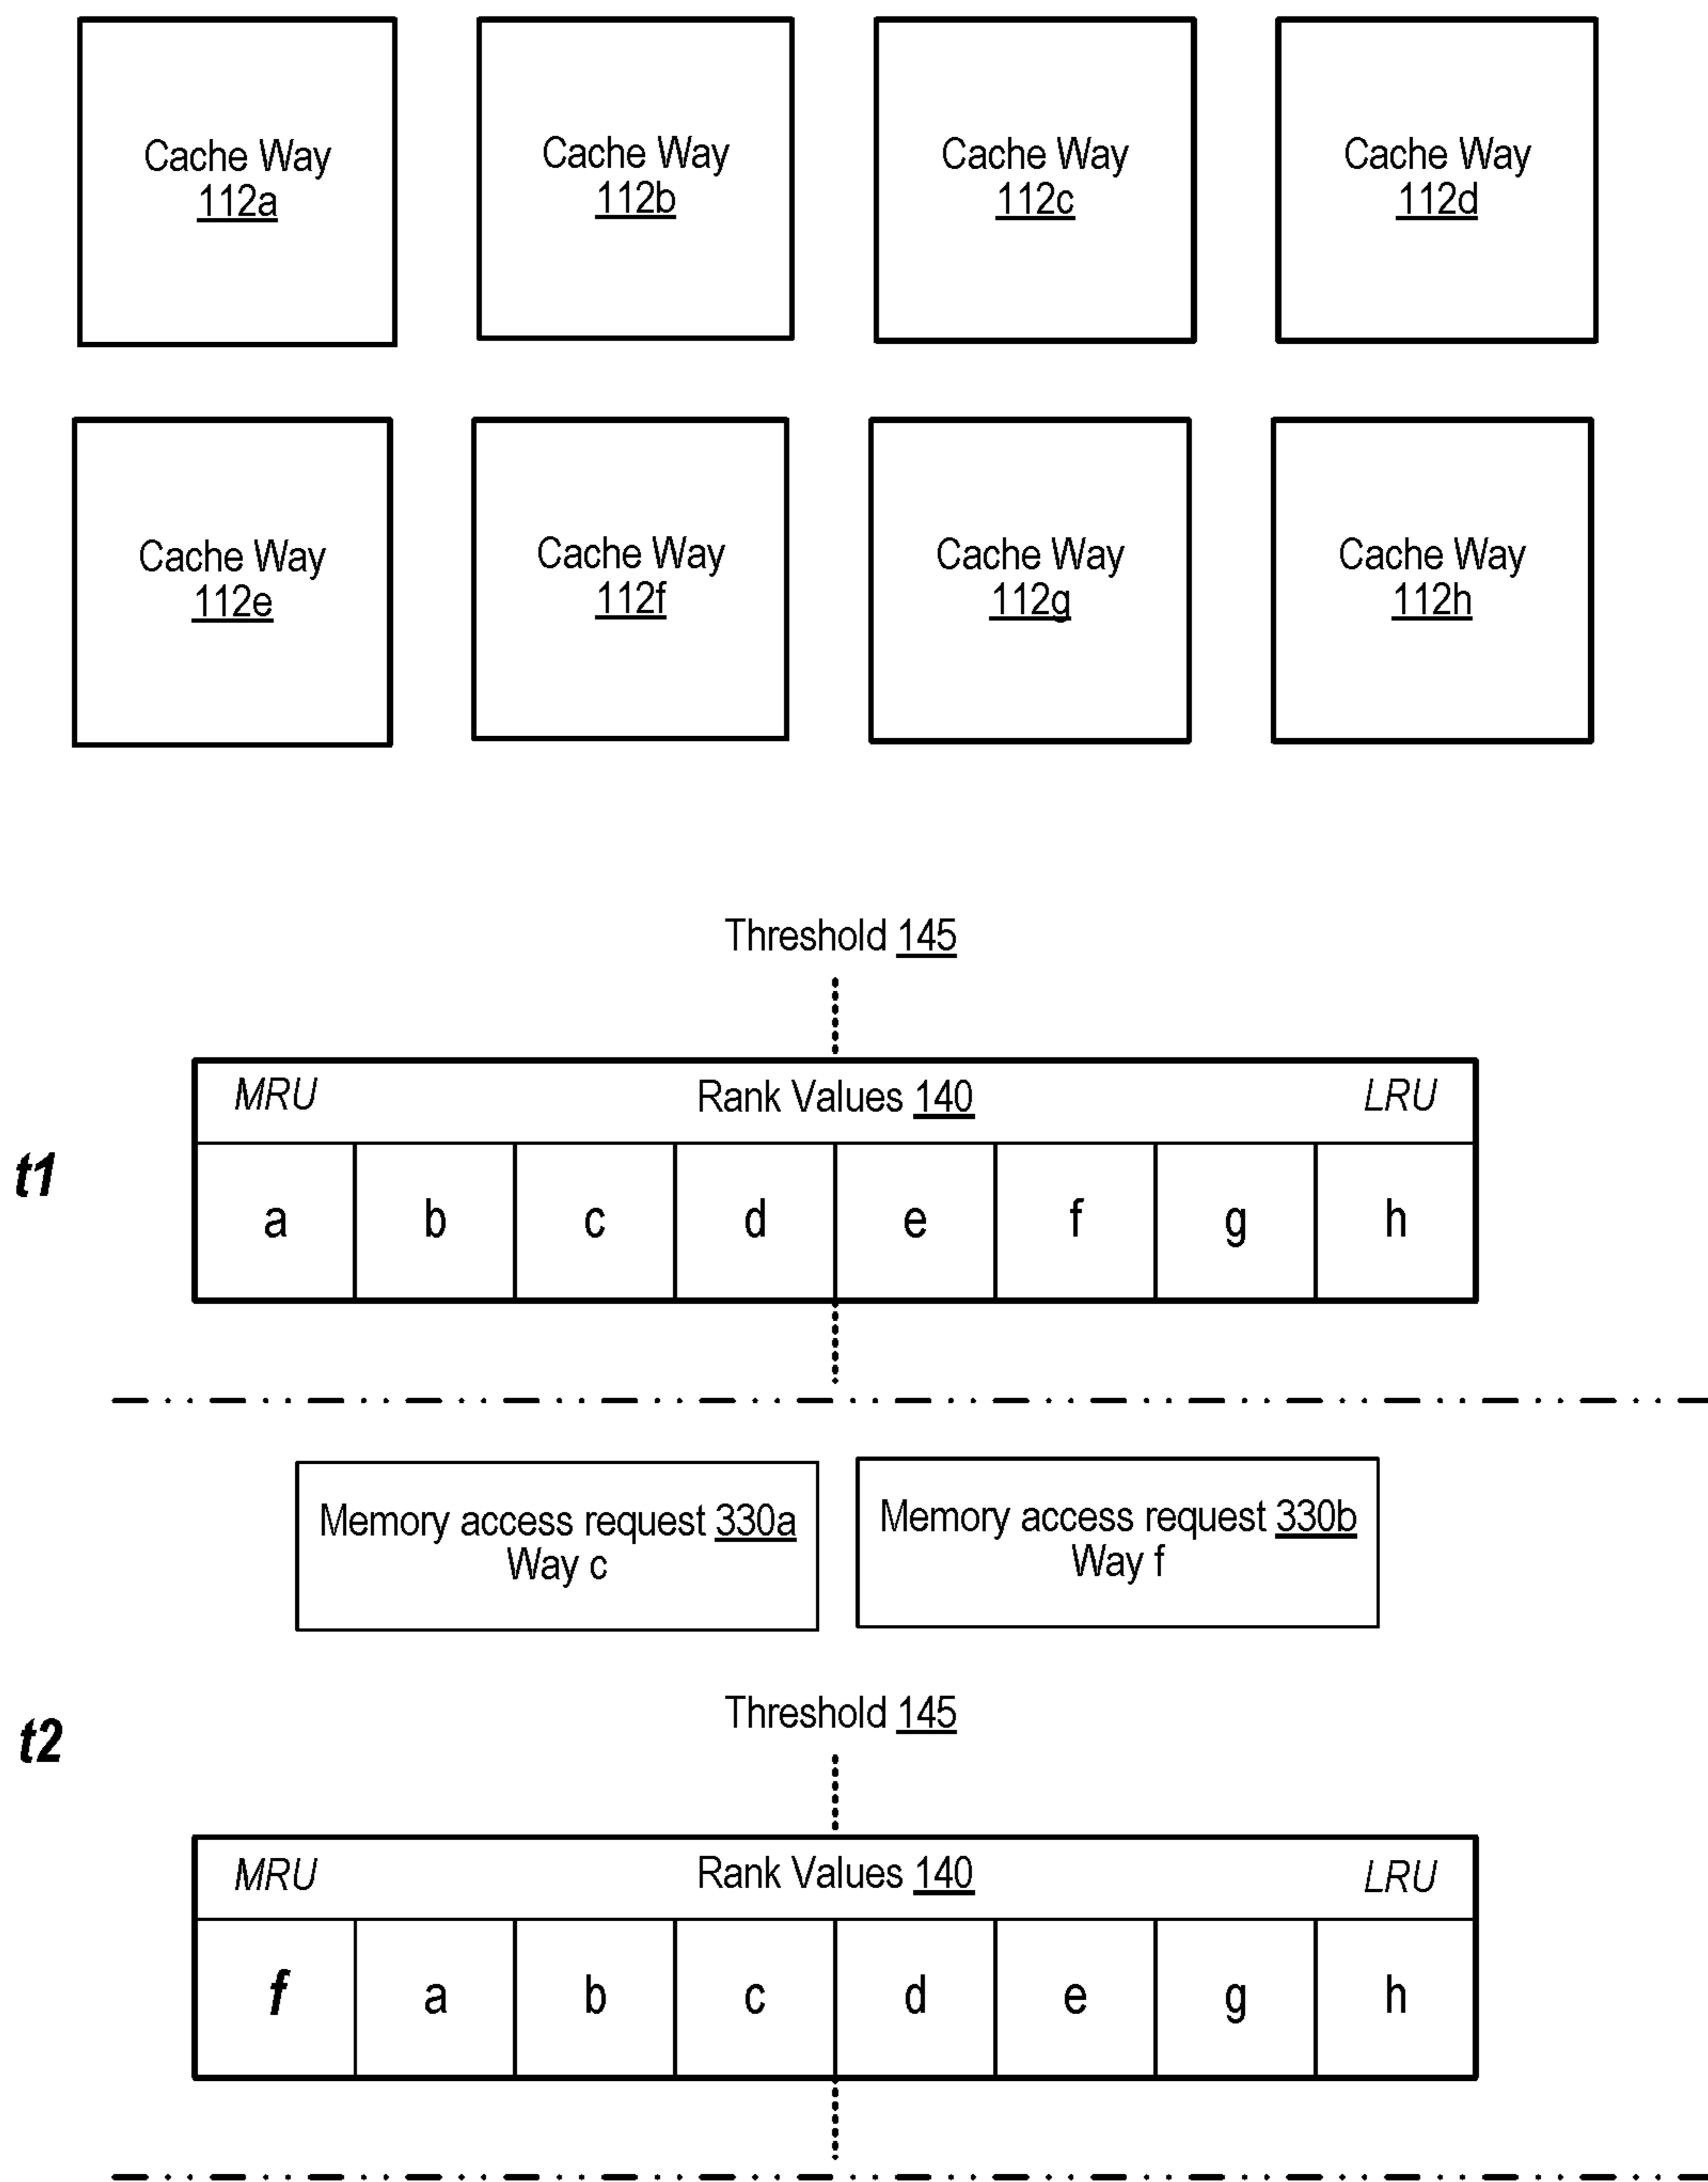 Cache Way
112a
Cache Way
112b
Cache Way
112c
Cache Way
112d
Cache Way
112e
Cache Way
112f
Cache Way
112g
Cache Way
112h
Threshold 145
MRU Rank Values 140 LRU
t1
a b c d e f g h
Memory access request 330a
Way c
Memory access request 330b
Way f
t2
Threshold 145
MRU Rank Values 140 LRU
f a b c d e g h